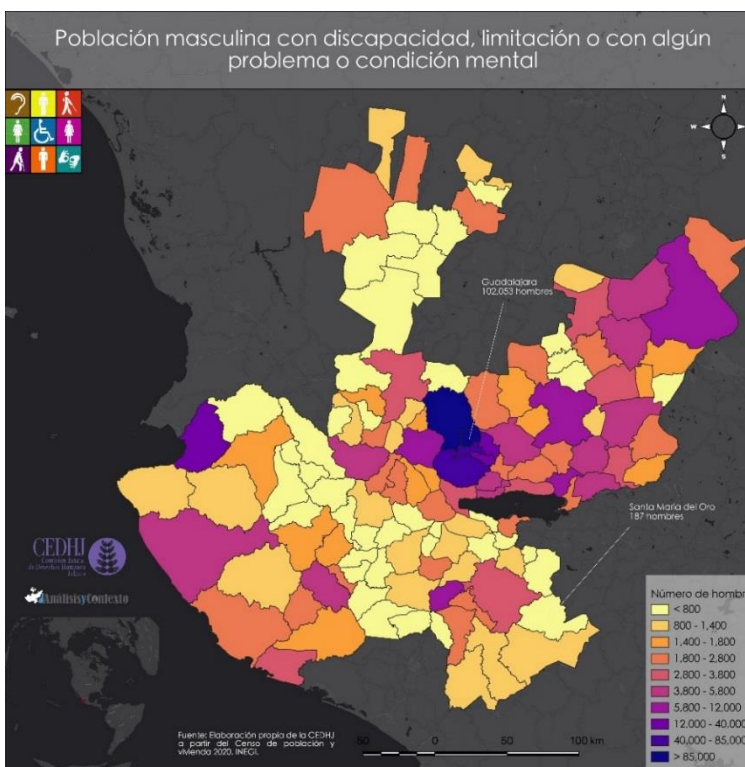 Población masculina con discapacidad, limitación o con algún
problema o condición mental
N
W
S
Guadalajara
102,053 hombres
Santa María del Oro
187 hombres
CEDHJ
AnálisisyContexto
Número de hombr
< 800
800 - 1,400
1,400 - 1,800
1,800 - 2,800
2,800 - 3,800
3,800 - 5,800
5,800 - 12,000
12,000 - 40,000
40,000 - 85,000
> 85,000
Fuente: Elaboración propia de la CEDHJ
a partir del Censo de población y
vivienda 2020, INEGI.
50 0 50 100 km